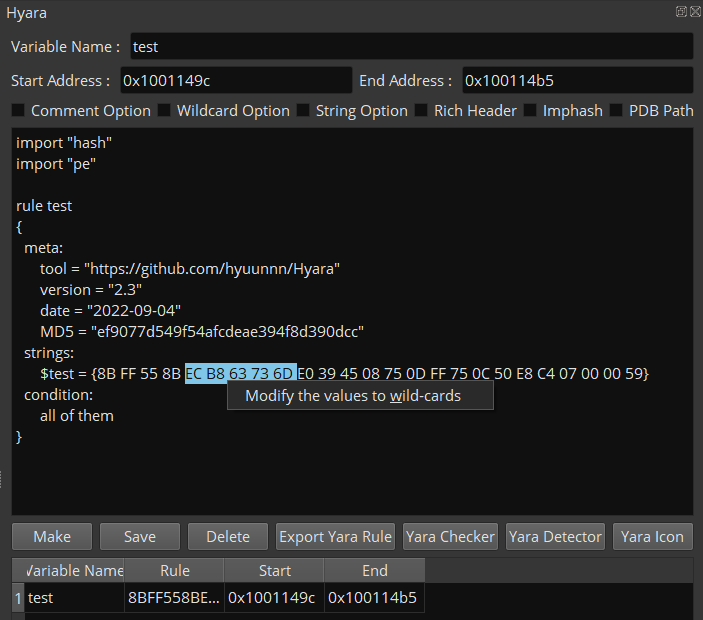 Hyara
Variable Name : test
Start Address : 0x1001149c End Address : 0x100114b5
Comment Option Wildcard Option String Option Rich Header Imphash PDB Path
import "hash"
import "pe"
rule test
{
meta:
tool = "https://github.com/hyuunnn/Hyara"
version = "2.3"
date = "2022-09-04"
MD5 = "ef9077d549f54afcdeae394f8d390dcc"
strings:
$test = {8B FF 55 8B EC B8 63 73 6D E0 39 45 08 75 0D FF 75 0C 50 E8 C4 07 00 00 59}
condition:
Modify the values to wild-cards
all of them
}
Make Save Delete Export Yara Rule Yara Checker Yara Detector Yara Icon
Variable Name Rule Start End
1 test 8BFF558BE... 0x1001149c 0x100114b5